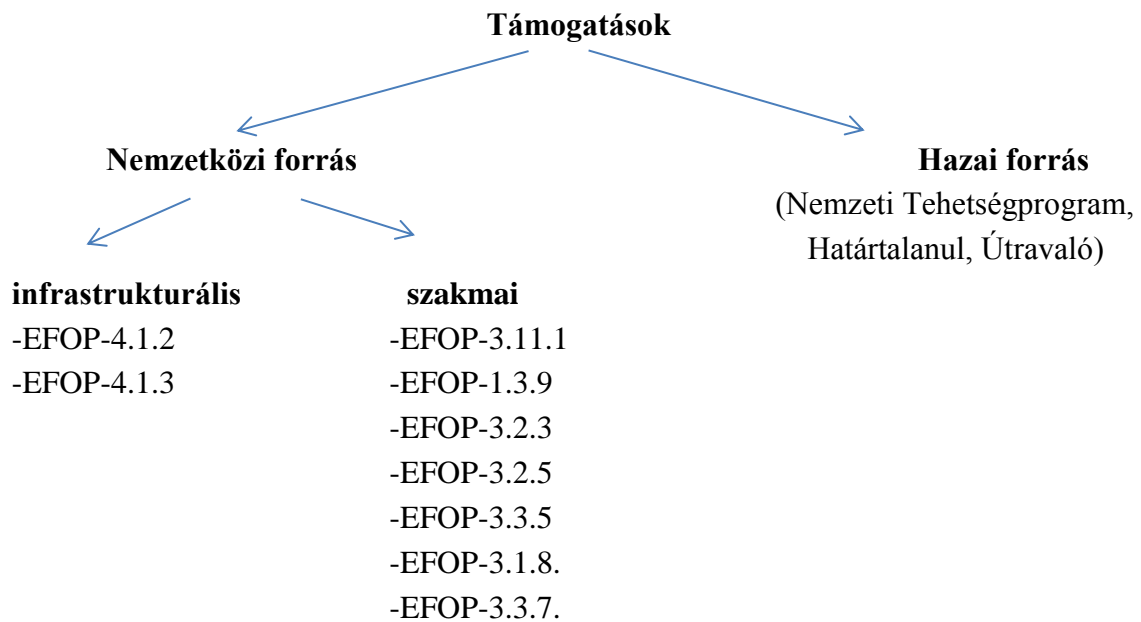 Támogatások
Nemzetközi forrás
Hazai forrás
(Nemzeti Tehetségprogram,
Határtalanul, Útravaló)
infrastrukturális
-EFOP-4.1.2
-EFOP-4.1.3
szakmai
-EFOP-3.11.1
-EFOP-1.3.9
-EFOP-3.2.3
-EFOP-3.2.5
-EFOP-3.3.5
-EFOP-3.1.8.
-EFOP-3.3.7.